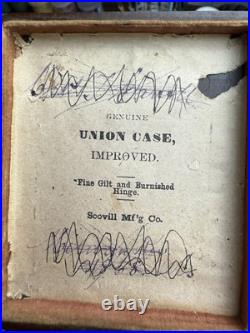 GENUINE
UNION CASE,
IMPROVED.
Fine Gilt and Burnished
Hinge.
Scovill Mf'g Co.